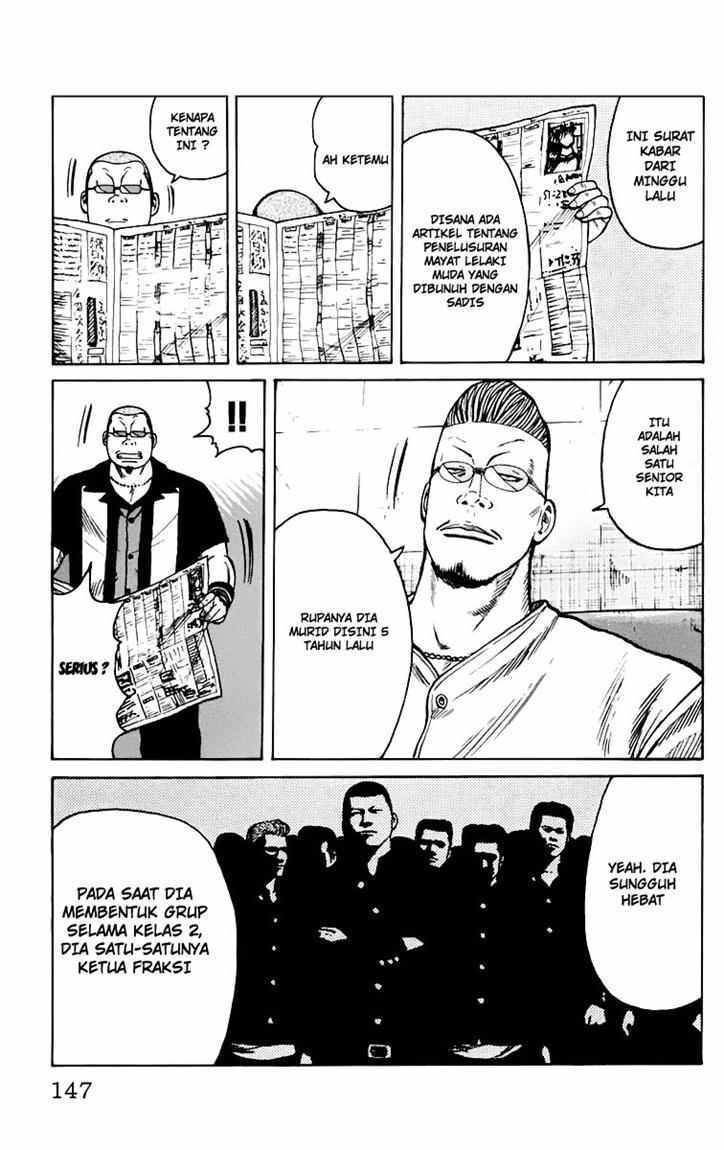 INI SURAT
KABAR
DARI
MINGGU
LALU
DISANA ADA
ARTIKEL TENTANG
PENELUSURAN
MAYAT LELAKI
MUDA YANG
DIBUNUH DENGAN
SADIS
AH KETEMU
KENAPA
TENTANG
INI ?
ITU
ADALAH
SALAH
SATU
SENIOR
KITA
RUPANYA DIA
MURID DISINI 5
TAHUN LALU
!!
SERIUS ?
YEAH. DIA
SUNGGUH
HEBAT
PADA SAAT DIA
MEMBENTUK GRUP
SELAMA KELAS 2,
DIA SATU-SATUNYA
KETUA FRAKSI
147